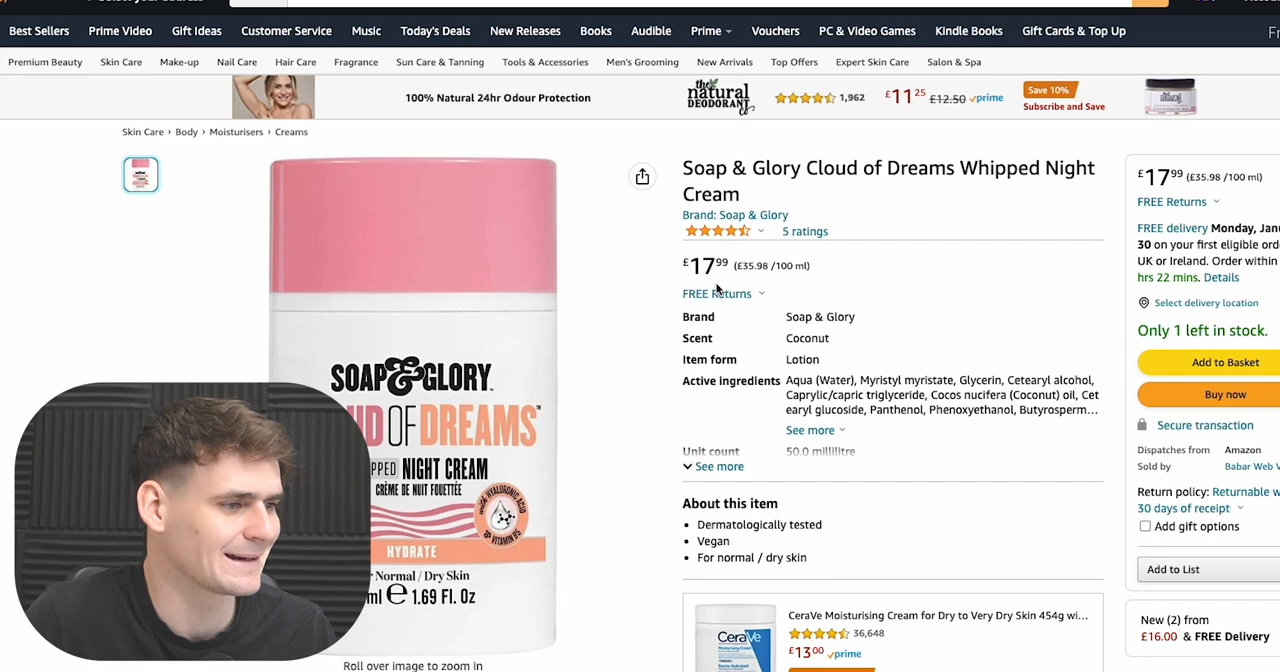 Best Sellers Prime Video Gift Ideas Customer Service Music Today's Deals New Releases Books Audible Prime Vouchers PC & Video Games Kindle Books Gift Cards & Top Up
Premium Beauty Skin Care Make-up Nail Care Hair Care Fragrance Sun Care & Tanning Tools & Accessories Men's Grooming New Arrivals Top Offers Expert Skin Care Salon & Spa
100% Natural 24hr Odour Protection
the natural DEODORANT co
1,962
£11.25 £12.50 prime
Save 10%
Subscribe and Save
Skin Care › Body › Moisturisers › Creams
SOAP & GLORY
OF DREAMS™
NIGHT CREAM
CRÈME DE NUIT FOUETTÉE
HYDRATE
Normal / Dry Skin
ml e 1.69 Fl. Oz
Roll over image to zoom in
Soap & Glory Cloud of Dreams Whipped Night
Cream
Brand: Soap & Glory
5 ratings
£17.99 (£35.98 /100 ml)
FREE Returns
Brand Soap & Glory
Scent Coconut
Item form Lotion
Active ingredients Aqua (Water), Myristyl myristate, Glycerin, Cetearyl alcohol,
Caprylic/capric triglyceride, Cocos nucifera (Coconut) oil, Cet
earyl glucoside, Panthenol, Phenoxyethanol, Butyrosperm...
See more
Unit count 50.0 millilitre
See more
About this item
• Dermatologically tested
• Vegan
• For normal / dry skin
CeraVe
CeraVe Moisturising Cream for Dry to Very Dry Skin 454g wi...
36,648
£13.00 prime
£17.99 (£35.98 /100 ml)
FREE Returns
FREE delivery Monday,
30 on your first eligible
UK or Ireland. Order within
hrs 22 mins. Details
Select delivery location
Only 1 left in stock.
Add to Basket
Buy now
Secure transaction
Dispatches from Amazon
Sold by Babar Web
Return policy: Returnable
30 days of receipt
Add gift options
Add to List
New (2) from
£16.00 & FREE Delivery